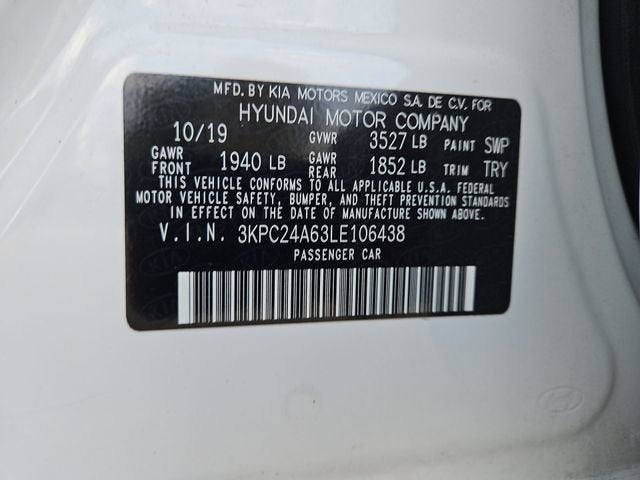 MFD. BY KIA MOTORS MEXICO S.A. DE C.V. FOR
HYUNDAI MOTOR COMPANY
10/19 GVWR 3527 LB PAINT SWP
GAWR FRONT 1940 LB GAWR REAR 1852 LB TRIM TRY
THIS VEHICLE CONFORMS TO ALL APPLICABLE U.S.A. FEDERAL
MOTOR VEHICLE SAFETY, BUMPER, AND THEFT PREVENTION STANDARDS
IN EFFECT ON THE DATE OF MANUFACTURE SHOWN ABOVE.
V.I.N. 3KPC24A63LE106438
PASSENGER CAR